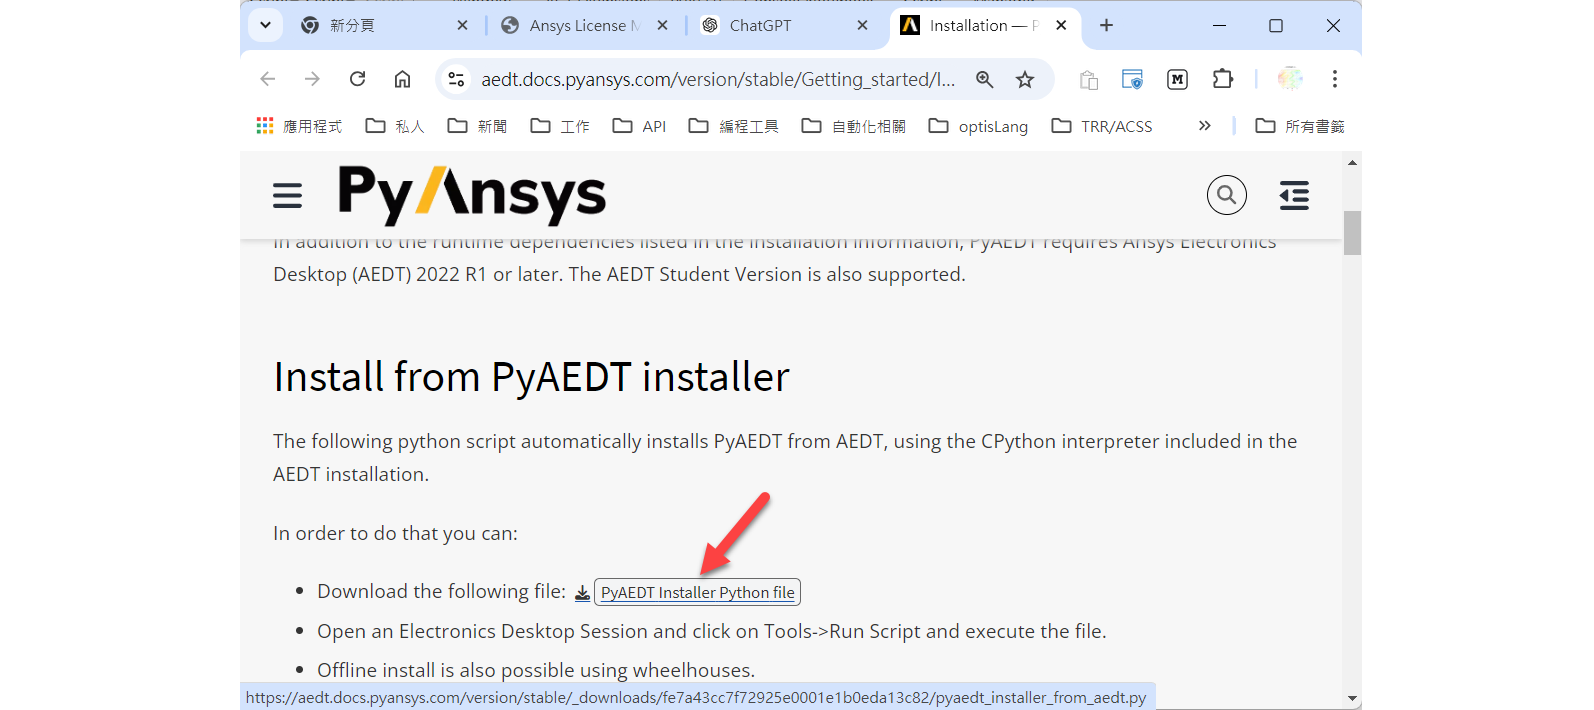 新分頁
Ansys License M
ChatGPT
Installation — P
aedt.docs.pyansys.com/version/stable/Getting_started/I...
應用程式
私人
新聞
工作
API
編程工具
自動化相關
optisLang
TRR/ACSS
所有書籤
PyAnsys
In addition to the runtime dependencies listed in the installation information, PyAEDT requires Ansys Electronics
Desktop (AEDT) 2022 R1 or later. The AEDT Student Version is also supported.
Install from PyAEDT installer
The following python script automatically installs PyAEDT from AEDT, using the CPython interpreter included in the
AEDT installation.
In order to do that you can:
• Download the following file: PyAEDT Installer Python file
• Open an Electronics Desktop Session and click on Tools->Run Script and execute the file.
• Offline install is also possible using wheelhouses.
https://aedt.docs.pyansys.com/version/stable/_downloads/fe7a43cc7f72925e0001e1b0eda13c82/pyaedt_installer_from_aedt.py